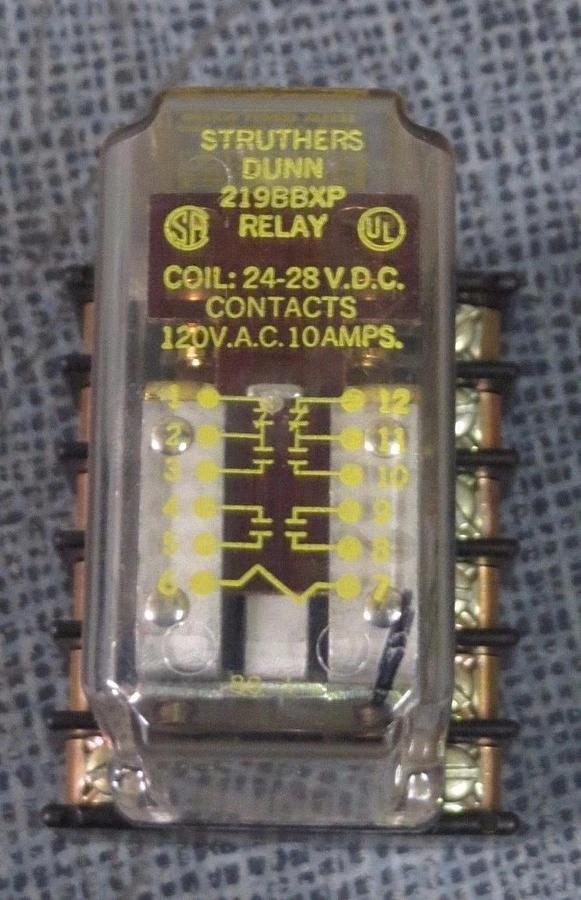 STRUTHERS
DUNN
219BBXP
SA RELAY UL
COIL: 24-28 V.D.C.
CONTACTS
120V.A.C. 10AMPS.
1 12
2 11
3 10
4 9
5 8
6 7